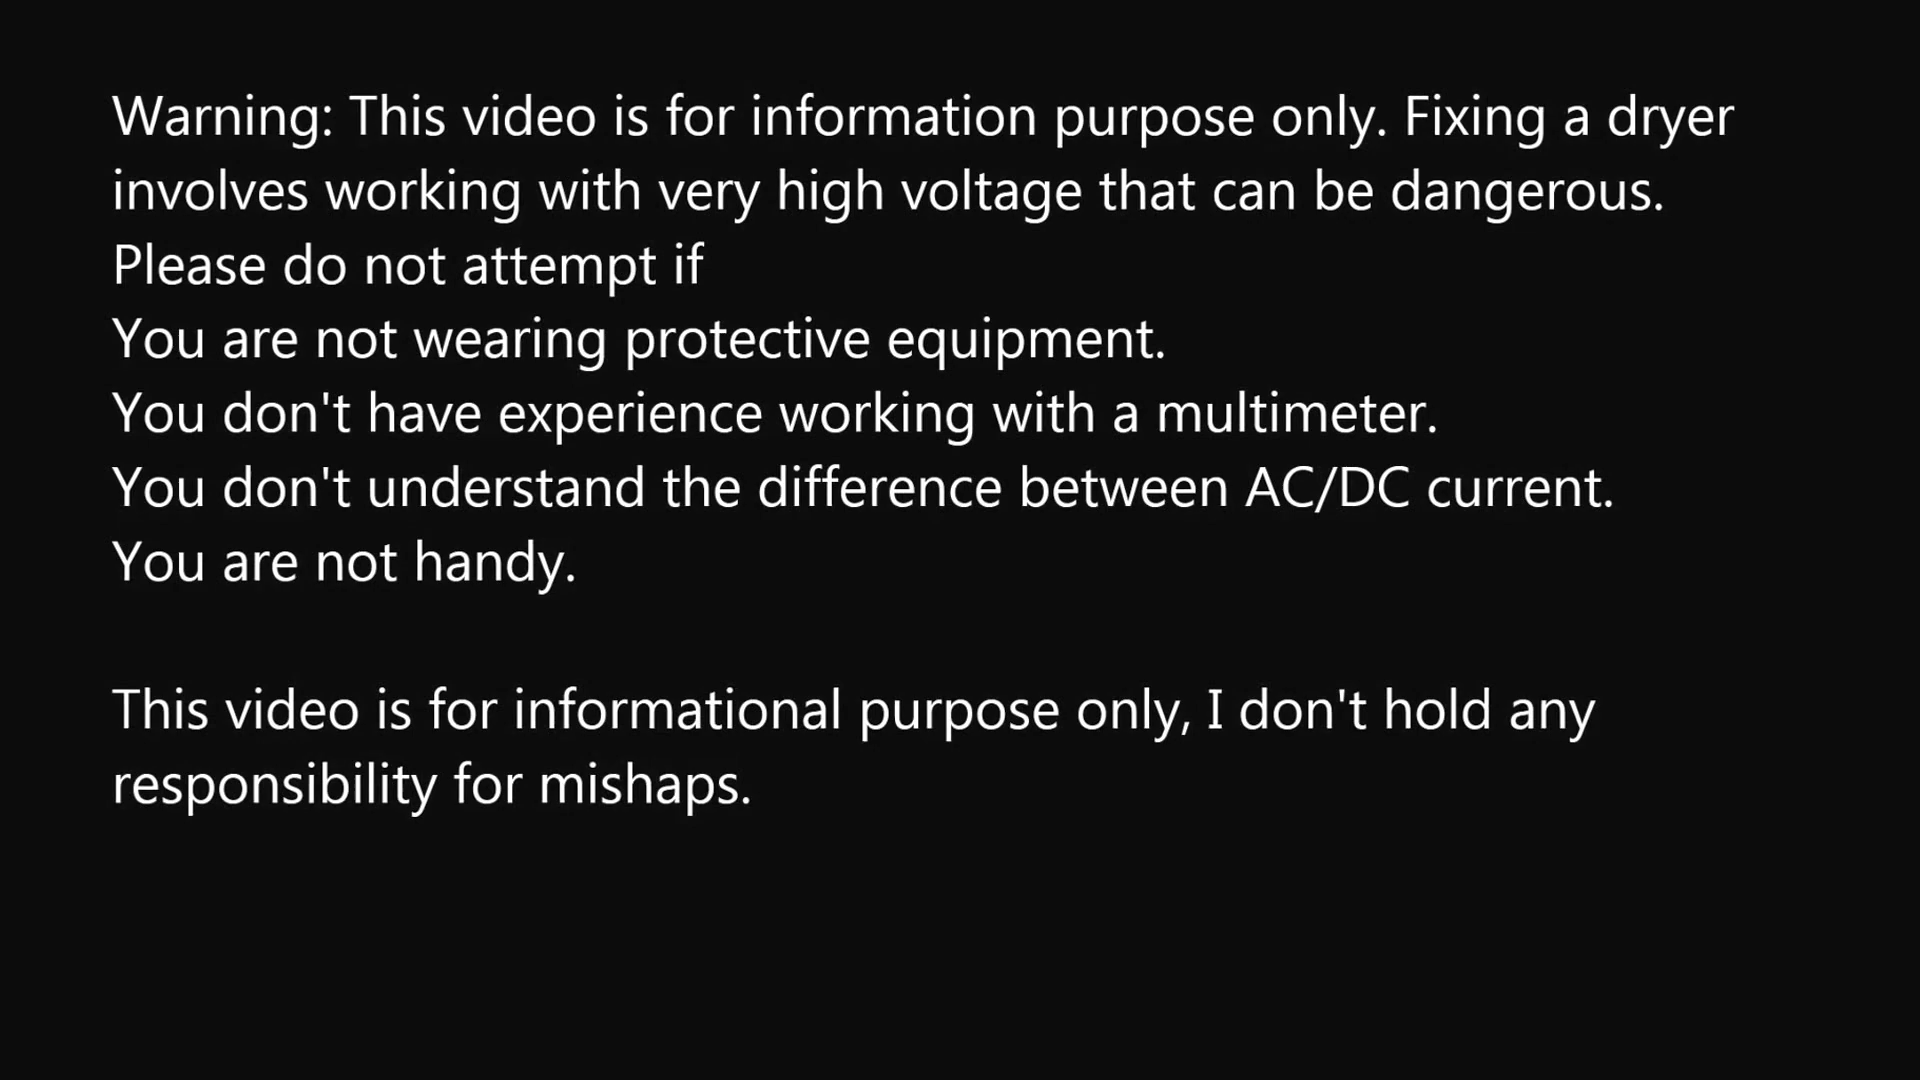 Warning: This video is for information purpose only. Fixing a dryer
involves working with very high voltage that can be dangerous.
Please do not attempt if
You are not wearing protective equipment.
You don't have experience working with a multimeter.
You don't understand the difference between AC/DC current.
You are not handy.
This video is for informational purpose only, I don't hold any
responsibility for mishaps.